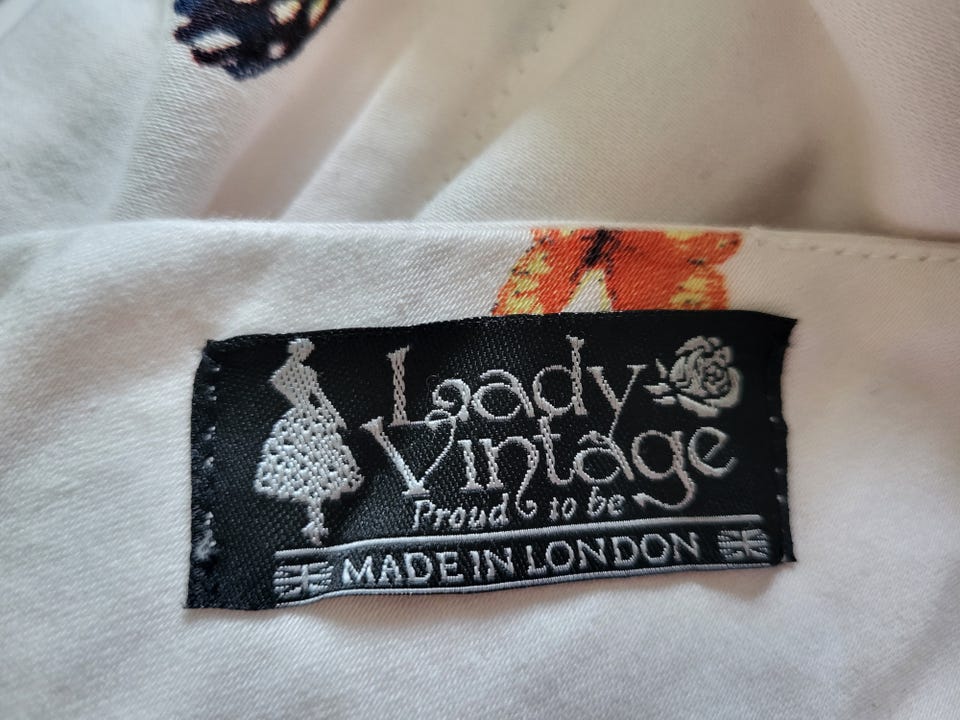 Lady
Vintage
Proud to be
MADE IN LONDON